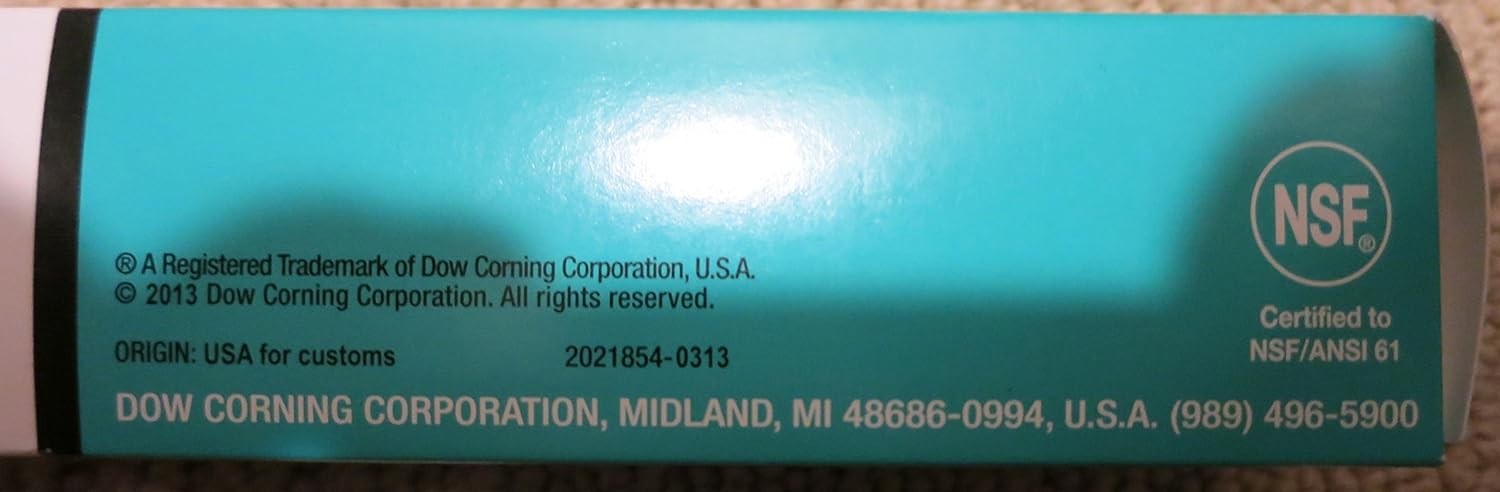 ® A Registered Trademark of Dow Corning Corporation, U.S.A.
© 2013 Dow Corning Corporation. All rights reserved.
ORIGIN: USA for customs 2021854-0313
DOW CORNING CORPORATION, MIDLAND, MI 48686-0994, U.S.A. (989) 496-5900
NSF®
Certified to
NSF/ANSI 61